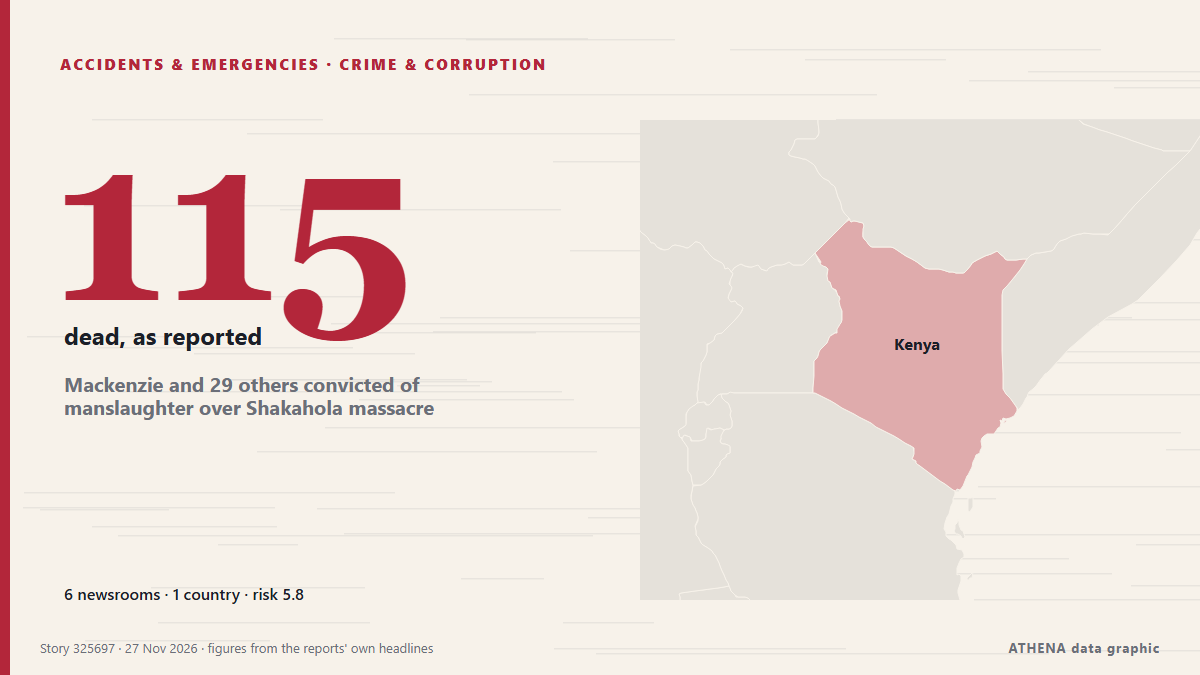 ACCIDENTS & EMERGENCIES · CRIME & CORRUPTION
115
dead, as reported
Mackenzie and 29 others convicted of
manslaughter over Shakahola massacre
Kenya
6 newsrooms · 1 country · risk 5.8
Story 325697 · 27 Nov 2026 · figures from the reports' own headlines
ATHENA data graphic